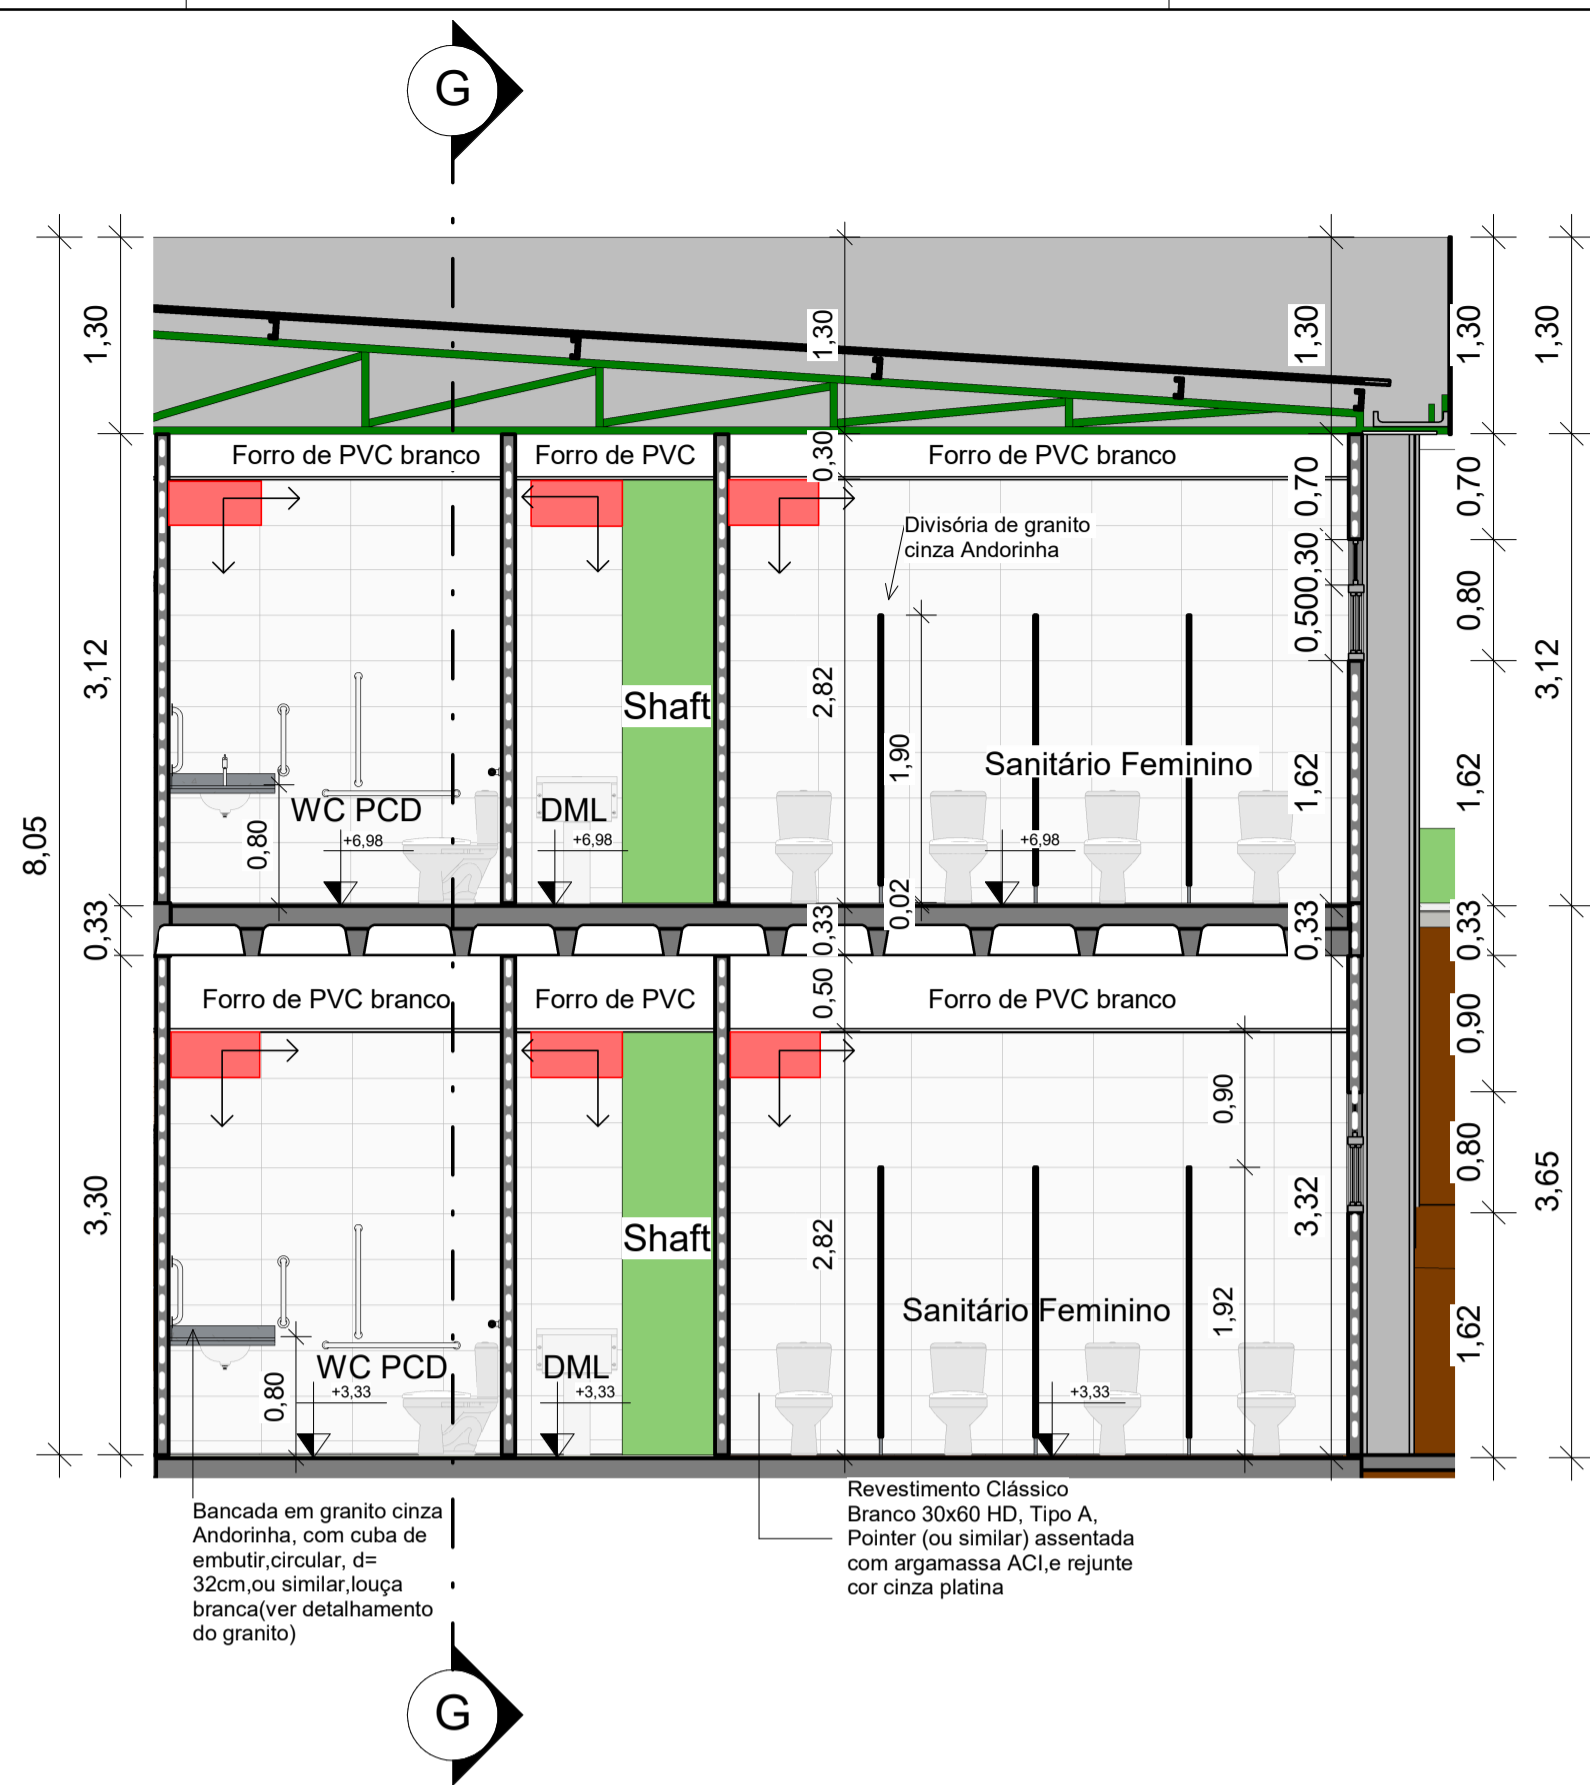 G
1,30
1,30
1,30
1,30
1,30
Forro de PVC branco
Forro de PVC
Forro de PVC branco
0,30
0,70
0,70
Divisória de granito
cinza Andorinha
0,30
0,50
0,80
3,12
Shaft
2,82
1,90
Sanitário Feminino
1,62
1,62
3,12
WC PCD
DML
+6,98
+6,98
+6,98
0,80
8,05
0,02
0,33
0,33
0,33
0,33
Forro de PVC branco
Forro de PVC
Forro de PVC branco
0,50
0,90
0,90
0,80
3,30
Shaft
2,82
3,32
3,65
Sanitário Feminino
1,92
1,62
WC PCD
DML
+3,33
+3,33
+3,33
0,80
Bancada em granito cinza
Andorinha, com cuba de
embutir,circular, d=
32cm,ou similar,louça
branca(ver detalhamento
do granito)
Revestimento Clássico
Branco 30x60 HD, Tipo A,
Pointer (ou similar) assentada
com argamassa ACI,e rejunte
cor cinza platina
G